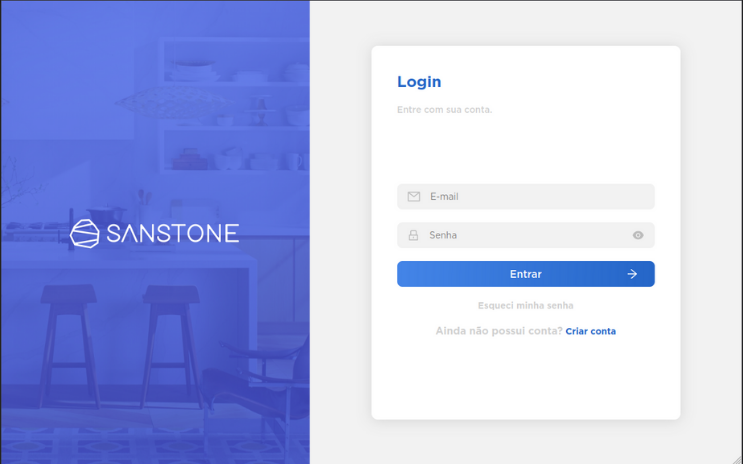 SANSTONE
Login
Entre com sua conta.
E-mail
Senha
Entrar
Esqueci minha senha
Ainda não possui conta? Criar conta